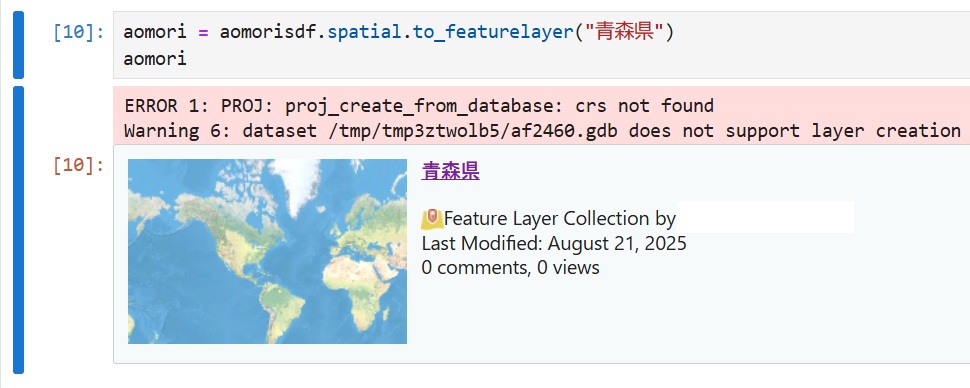 [10]: aomori = aomorisdf.spatial.to_featurelayer("青森県")
aomori
ERROR 1: PROJ: proj_create_from_database: crs not found
Warning 6: dataset /tmp/tmp3ztwolb5/af2460.gdb does not support layer creation
[10]: 青森県
Feature Layer Collection by
Last Modified: August 21, 2025
0 comments, 0 views